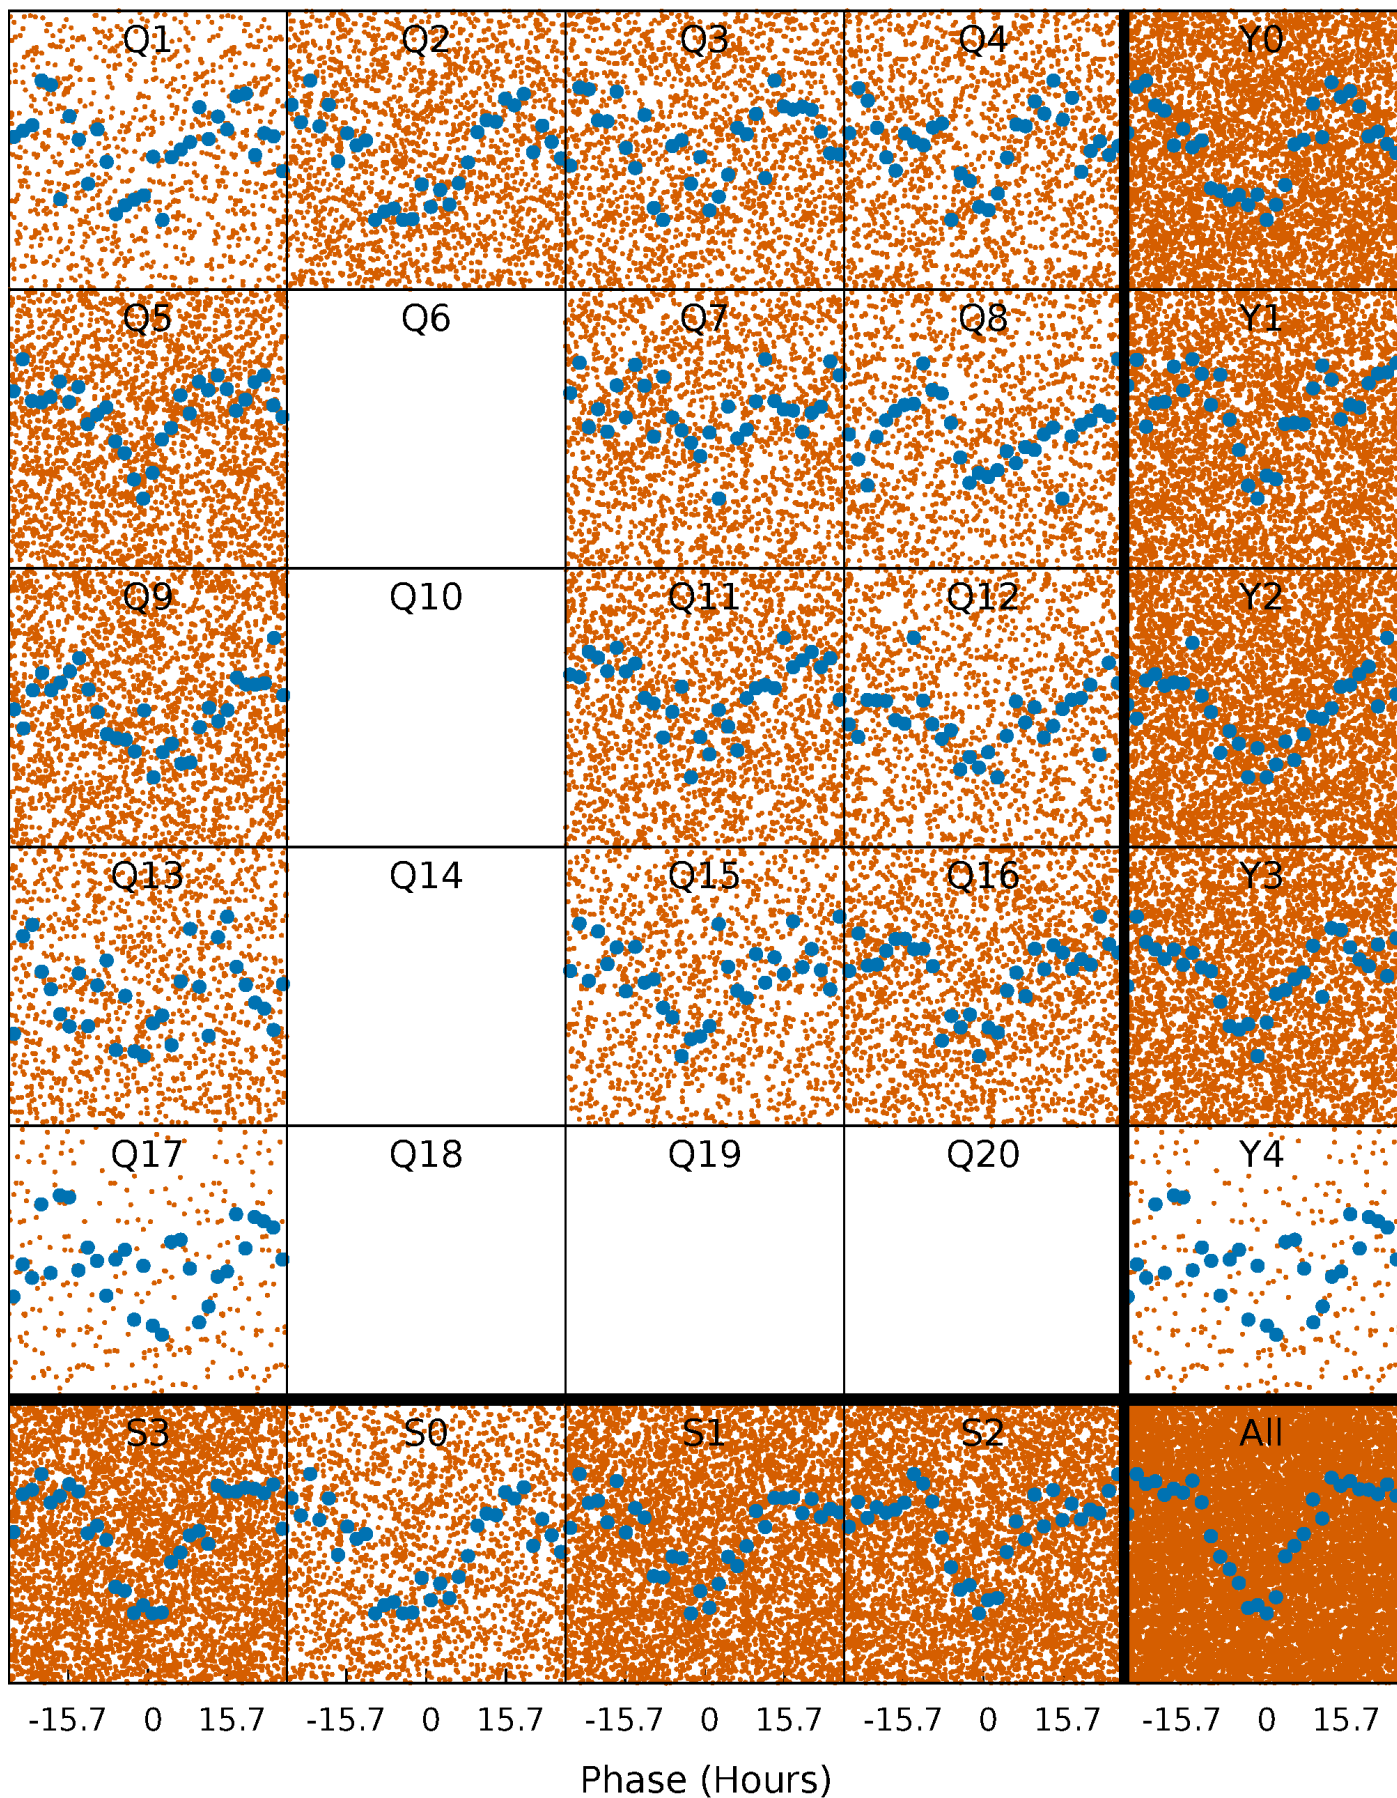 Q1 Q2 Q3 Q4 Y0
Q5 Q6 Q7 Q8 Y1
Q9 Q10 Q11 Q12 Y2
Q13 Q14 Q15 Q16 Y3
Q17 Q18 Q19 Q20 Y4
S3 S0 S1 S2 All
-15.7 0 15.7 -15.7 0 15.7 -15.7 0 15.7 -15.7 0 15.7 -15.7 0 15.7
Phase (Hours)